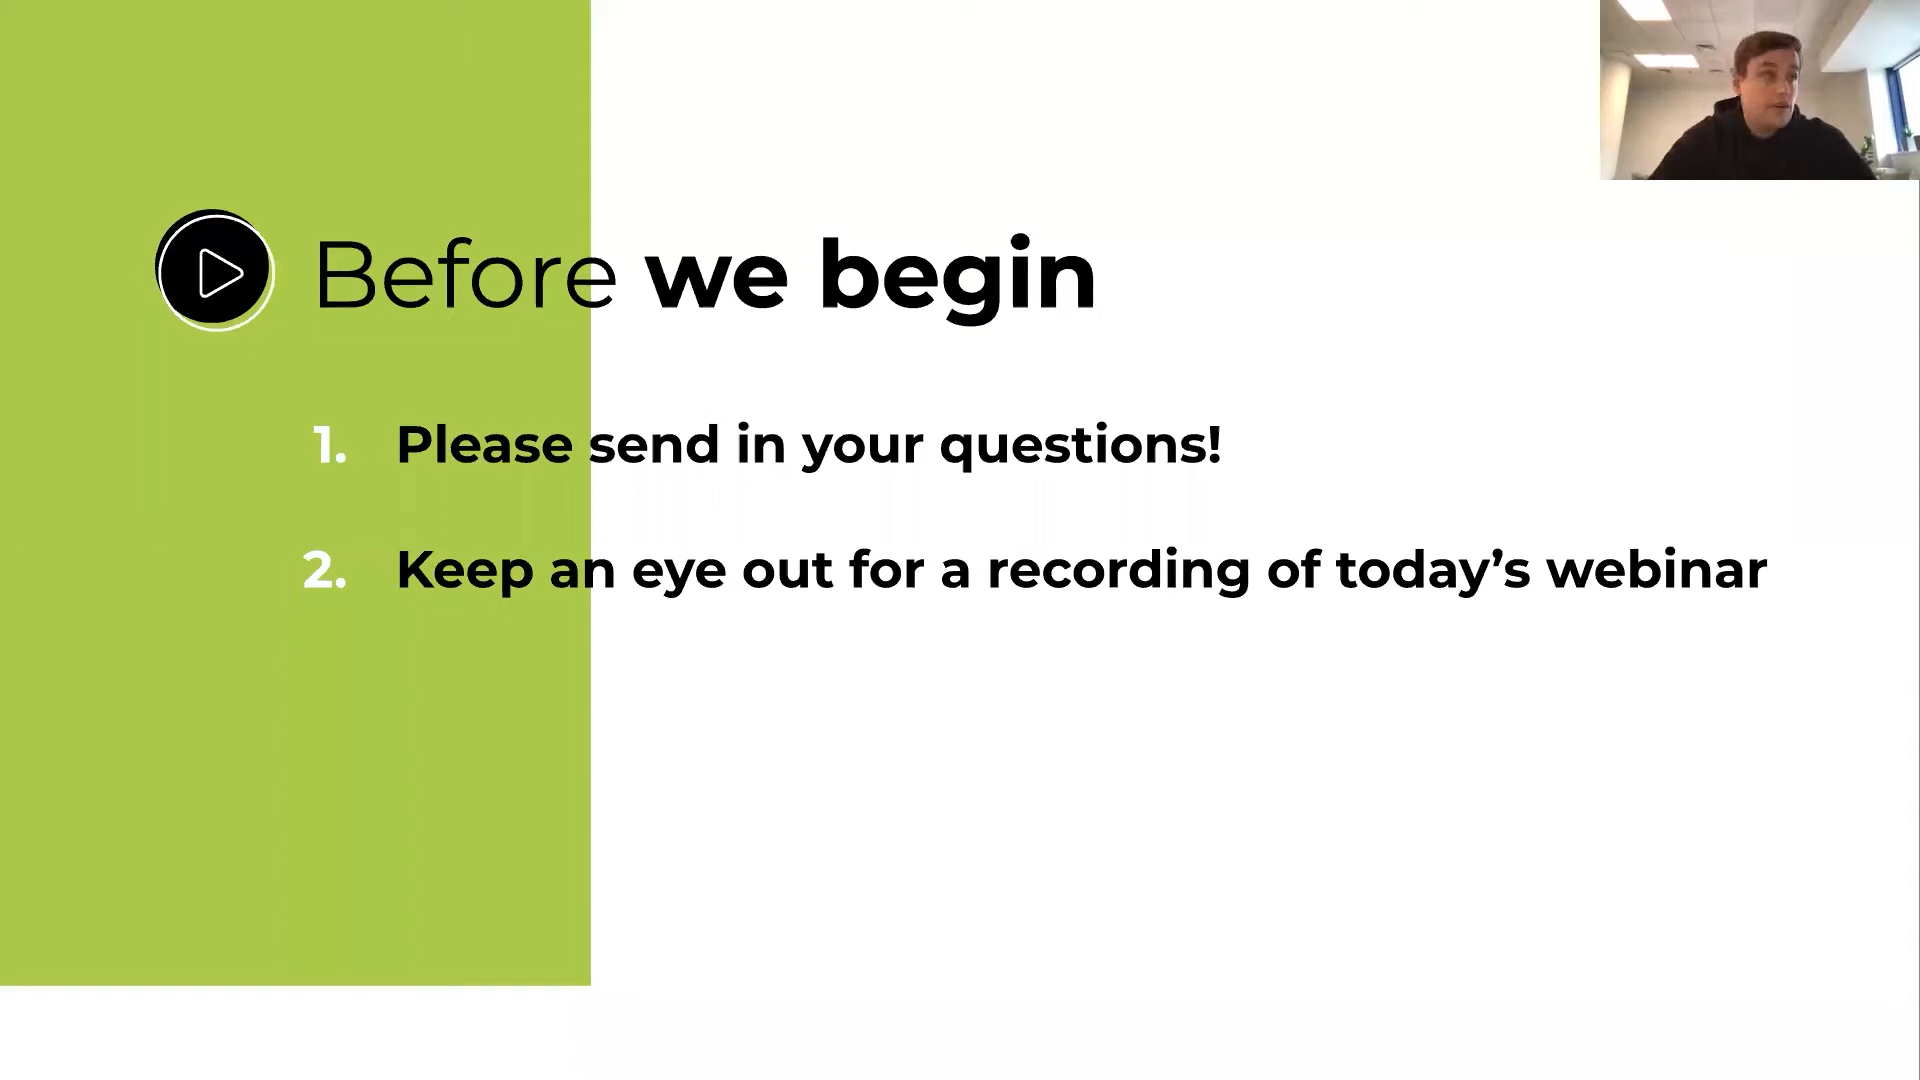 Before we begin
1. Please send in your questions!
2. Keep an eye out for a recording of today’s webinar